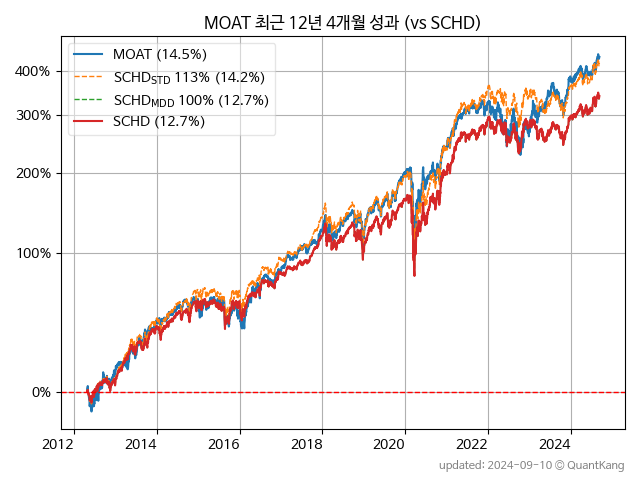 MOAT 최근 12년 4개월 성과 (vs SCHD)
MOAT (14.5%)
SCHD_STD 113% (14.2%)
SCHD_MDD 100% (12.7%)
SCHD (12.7%)
400%
300%
200%
100%
0%
2012 2014 2016 2018 2020 2022 2024
updated: 2024-09-10 © QuantKang